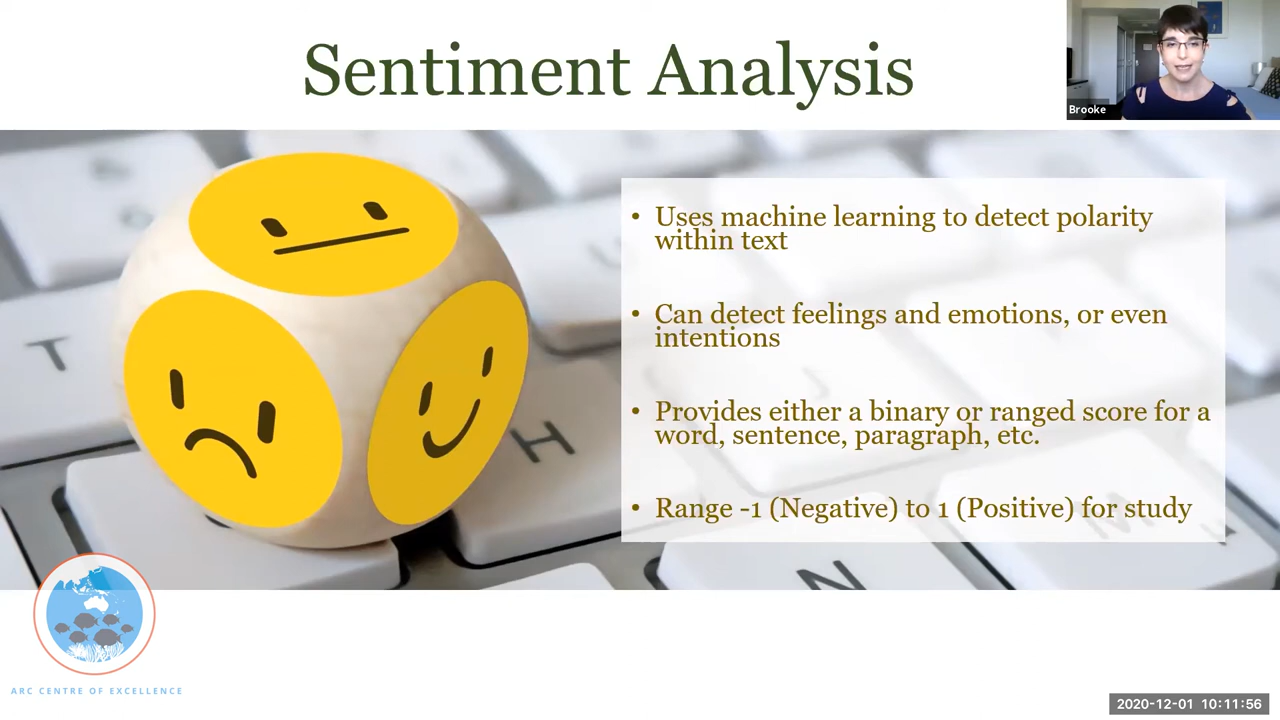 Sentiment Analysis
Brooke
• Uses machine learning to detect polarity
within text
• Can detect feelings and emotions, or even
intentions
• Provides either a binary or ranged score for a
word, sentence, paragraph, etc.
• Range -1 (Negative) to 1 (Positive) for study
T
H
N
M
ARC CENTRE OF EXCELLENCE
2020-12-01 10:11:56